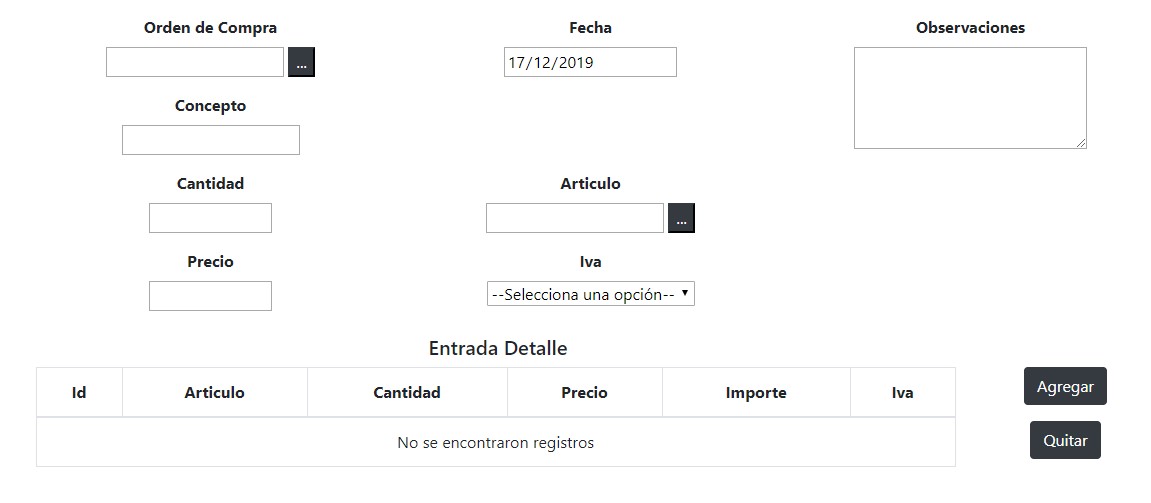 Orden de Compra Fecha Observaciones
... 17/12/2019
Concepto
Cantidad Articulo
...
Precio Iva
--Selecciona una opción--
Entrada Detalle
Id Articulo Cantidad Precio Importe Iva Agregar
No se encontraron registros Quitar